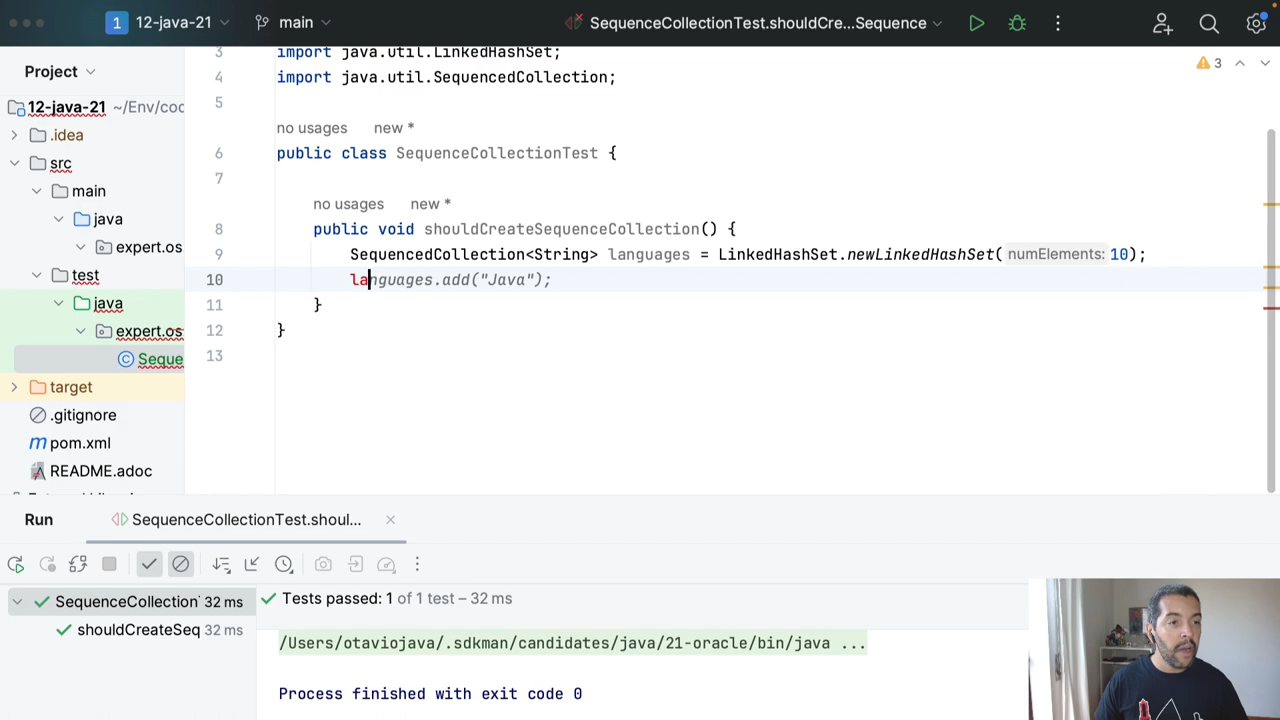 1 12-java-21 main SequenceCollectionTest.shouldCre...Sequence
Project
12-java-21 ~/Env/coc
.idea
src
main
java
expert.os
test
java
expert.os
Seque
target
.gitignore
pom.xml
README.adoc
3 import java.util.LinkedHashSet;
4 import java.util.SequencedCollection;
5
no usages new *
6 public class SequenceCollectionTest {
7
no usages new *
8 public void shouldCreateSequenceCollection() {
9 SequencedCollection<String> languages = LinkedHashSet.newLinkedHashSet( numElements: 10);
10 languages.add("Java");
11 }
12 }
13
3
Run SequenceCollectionTest.shoul...
SequenceCollection 32 ms
shouldCreateSeq 32 ms
Tests passed: 1 of 1 test – 32 ms
/Users/otaviojava/.sdkman/candidates/java/21-oracle/bin/java ...
Process finished with exit code 0